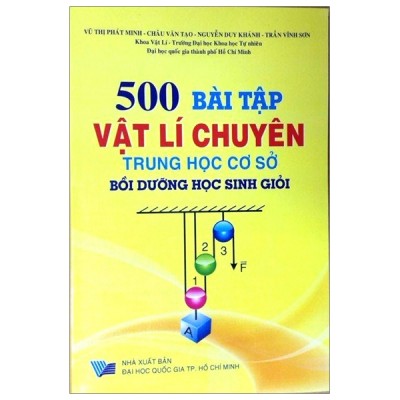 VŨ THỊ PHÁT MINH - CHÂU VĂN TẠO - NGUYỄN DUY KHÁNH - TRẦN VĨNH SƠN
Khoa Vật Lí - Trường Đại học Khoa học Tự nhiên
Đại học quốc gia thành phố Hồ Chí Minh
500 BÀI TẬP
VẬT LÍ CHUYÊN
TRUNG HỌC CƠ SỞ
BỒI DƯỠNG HỌC SINH GIỎI
3
2
F
1
A
NHÀ XUẤT BẢN
ĐẠI HỌC QUỐC GIA TP. HỒ CHÍ MINH